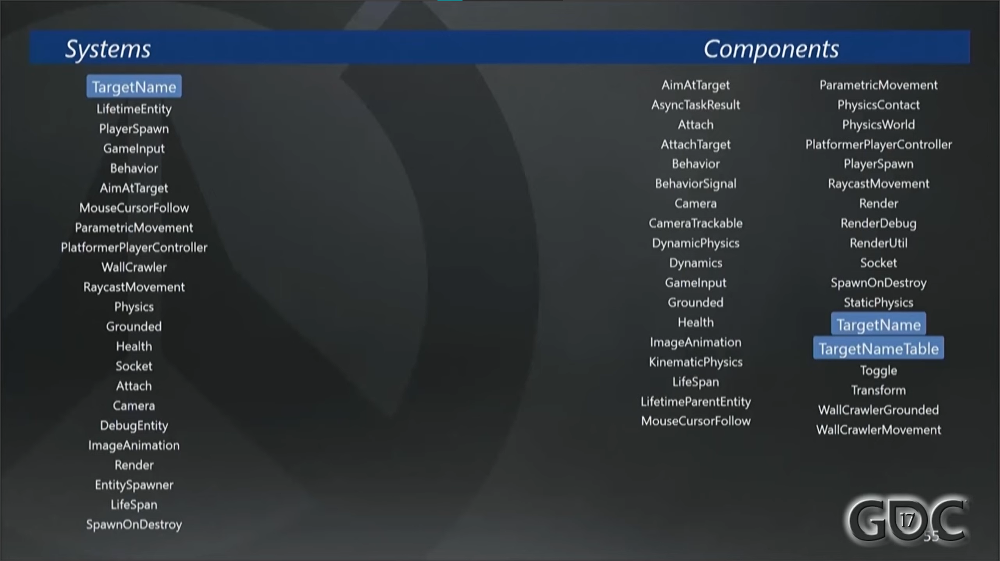 Systems
TargetName
LifetimeEntity
PlayerSpawn
GameInput
Behavior
AimAtTarget
MouseCursorFollow
ParametricMovement
PlatformerPlayerController
WallCrawler
RaycastMovement
Physics
Grounded
Health
Socket
Attach
Camera
DebugEntity
ImageAnimation
Render
EntitySpawner
LifeSpan
SpawnOnDestroy
Components
AimAtTarget
AsyncTaskResult
Attach
AttachTarget
Behavior
BehaviorSignal
Camera
CameraTrackable
DynamicPhysics
Dynamics
GameInput
Grounded
Health
ImageAnimation
KinematicPhysics
LifeSpan
LifetimeParentEntity
MouseCursorFollow
ParametricMovement
PhysicsContact
PhysicsWorld
PlatformerPlayerController
PlayerSpawn
RaycastMovement
Render
RenderDebug
RenderUtil
Socket
SpawnOnDestroy
StaticPhysics
TargetName
TargetNameTable
Toggle
Transform
WallCrawlerGrounded
WallCrawlerMovement
GDC
17
55